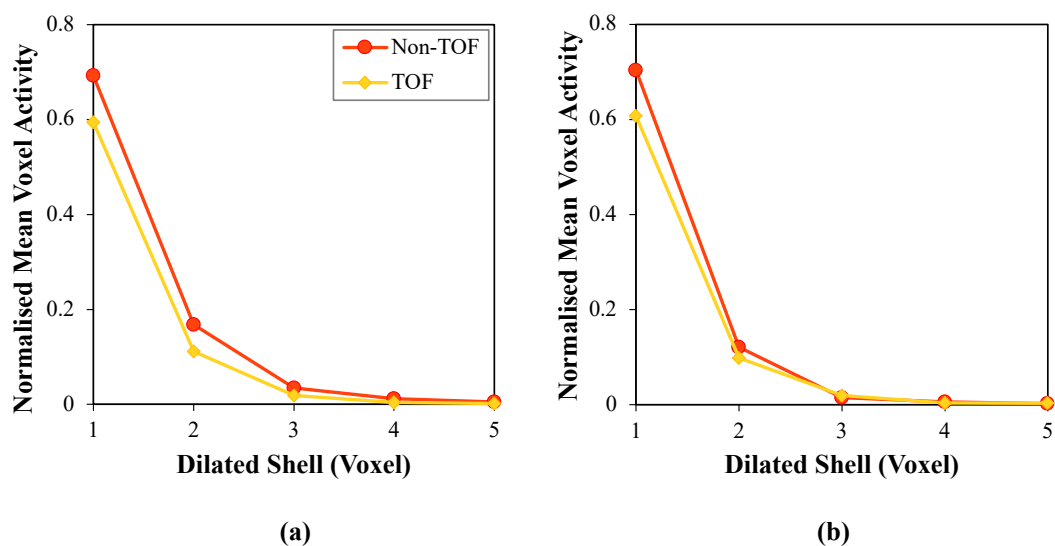 0.8
0.6
0.4
0.2
0
Normalised Mean Voxel Activity
Non-TOF
TOF
1 2 3 4 5
Dilated Shell (Voxel)
(a)
0.8
0.6
0.4
0.2
0
Normalised Mean Voxel Activity
1 2 3 4 5
Dilated Shell (Voxel)
(b)